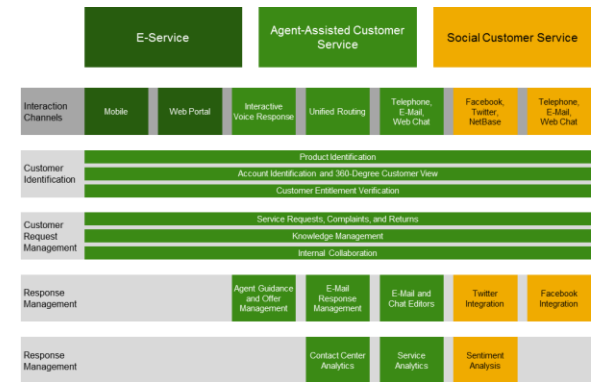 E-Service
Agent-Assisted Customer
Service
Social Customer Service
Interaction
Channels
Mobile
Web Portal
Interactive
Voice Response
Unified Routing
Telephone,
E-Mail,
Web Chat
Facebook,
Twitter,
NetBase
Telephone,
E-Mail,
Web Chat
Customer
Identification
Product Identification
Account Identification and 360-Degree Customer View
Customer Entitlement Verification
Customer
Request
Management
Service Requests, Complaints, and Returns
Knowledge Management
Internal Collaboration
Response
Management
Agent Guidance
and Offer
Management
E-Mail
Response
Management
E-Mail and
Chat Editors
Twitter
Integration
Facebook
Integration
Response
Management
Contact Center
Analytics
Service
Analytics
Sentiment
Analysis